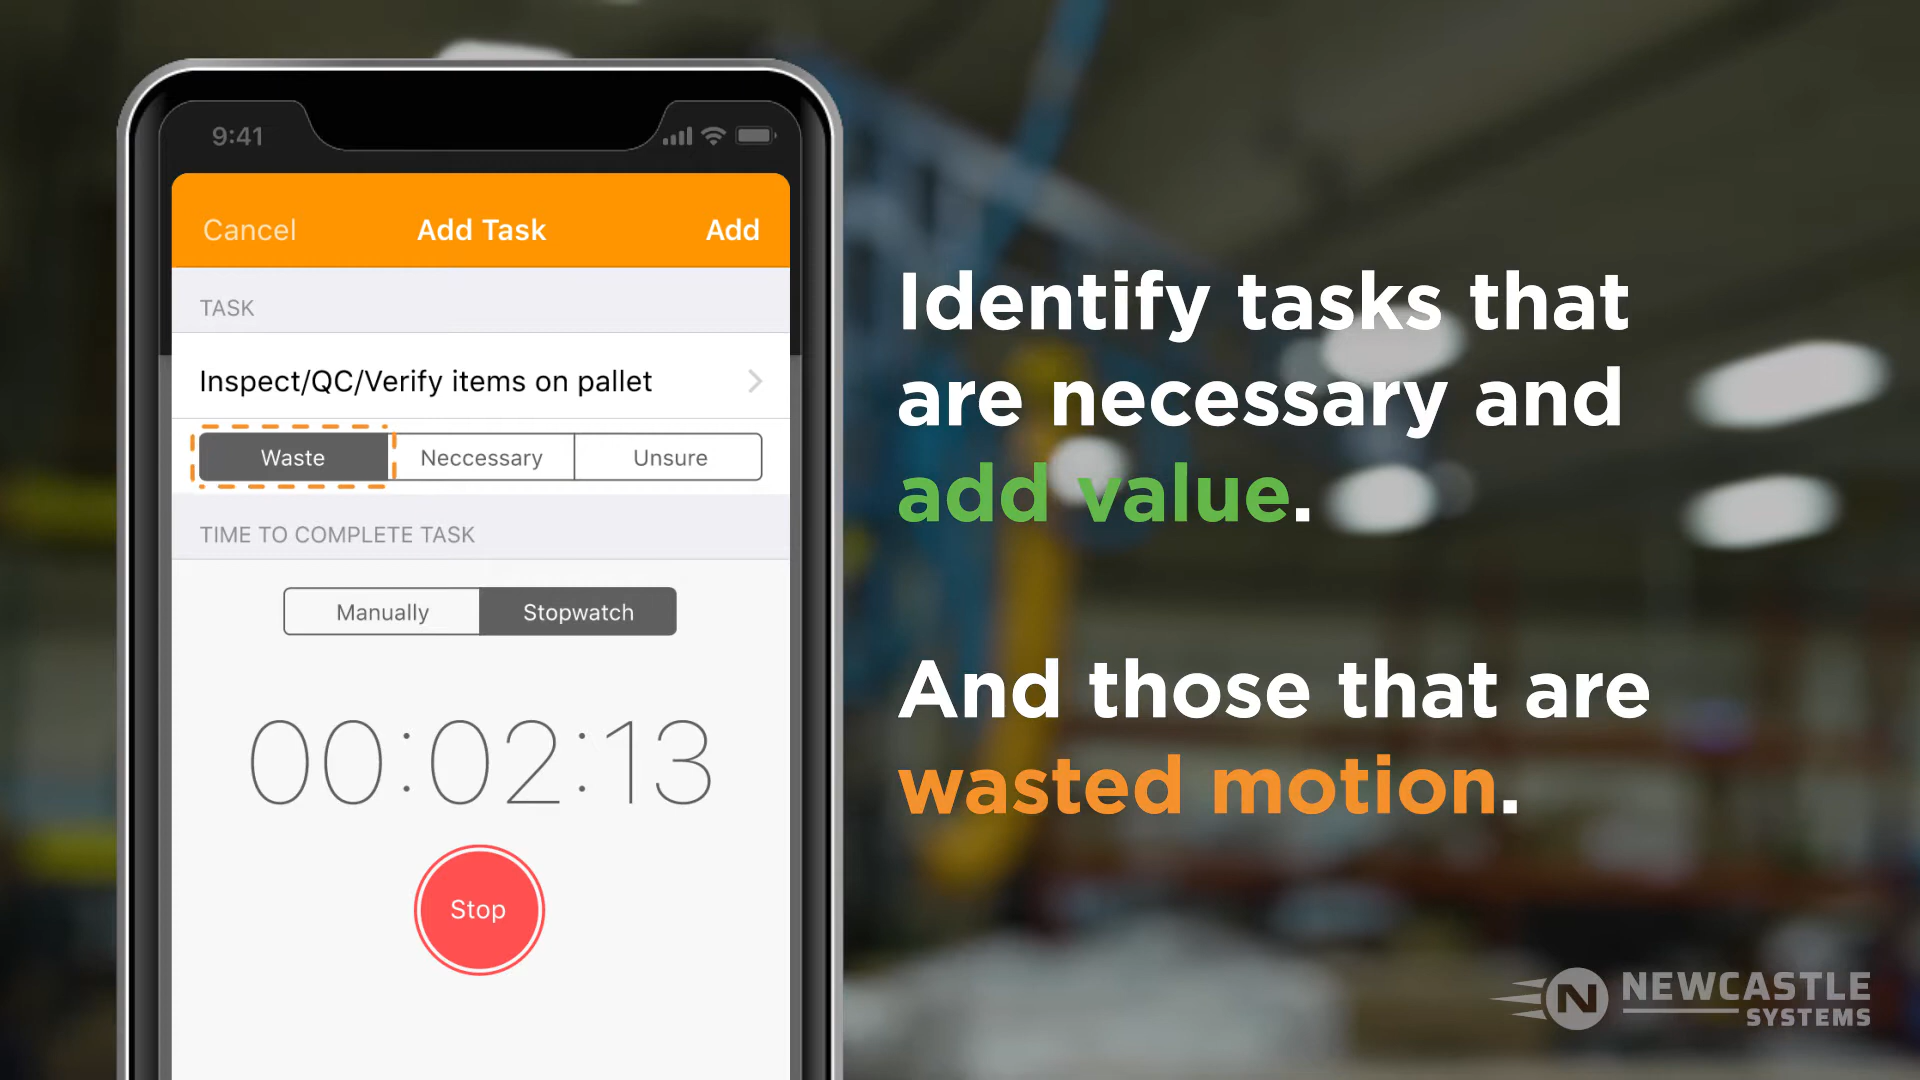 9:41
Cancel
Add Task
Add
TASK
Inspect/QC/Verify items on pallet
Waste
Neccessary
Unsure
TIME TO COMPLETE TASK
Manually
Stopwatch
00:02:13
Stop
Identify tasks that
are necessary and
add value.
And those that are
wasted motion.
N
NEWCASTLE
SYSTEMS